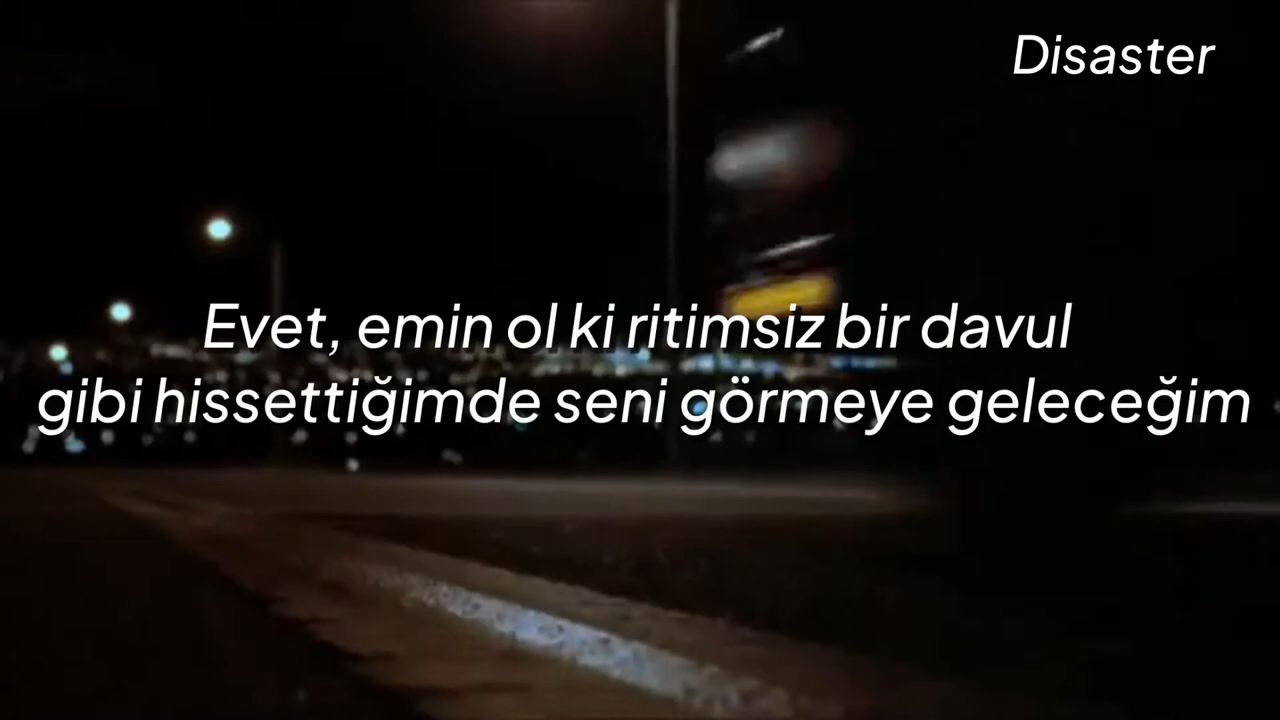 Disaster
Evet, emin ol ki ritimsiz bir davul
gibi hissettiğimde seni görmeye geleceğim